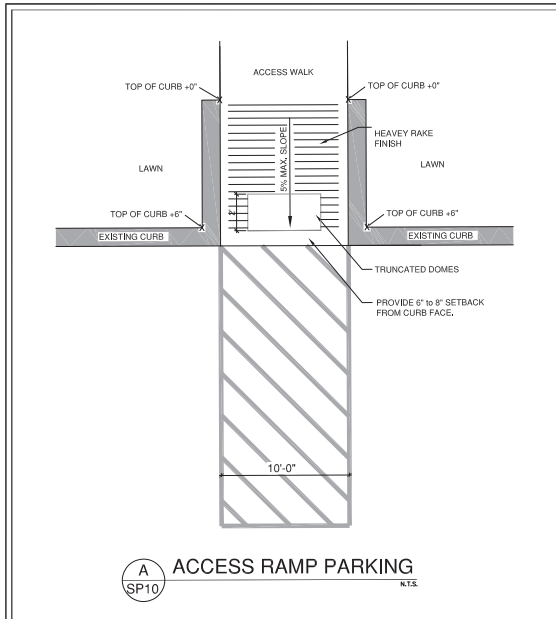 ACCESS WALK
TOP OF CURB +0"
TOP OF CURB +0"
HEAVEY RAKE
FINISH
5% MAX. SLOPE
LAWN
LAWN
2'
TOP OF CURB +6"
TOP OF CURB +6"
EXISTING CURB
EXISTING CURB
TRUNCATED DOMES
PROVIDE 6" to 8" SETBACK
FROM CURB FACE.
10'-0"
A
SP10
ACCESS RAMP PARKING
N.T.S.